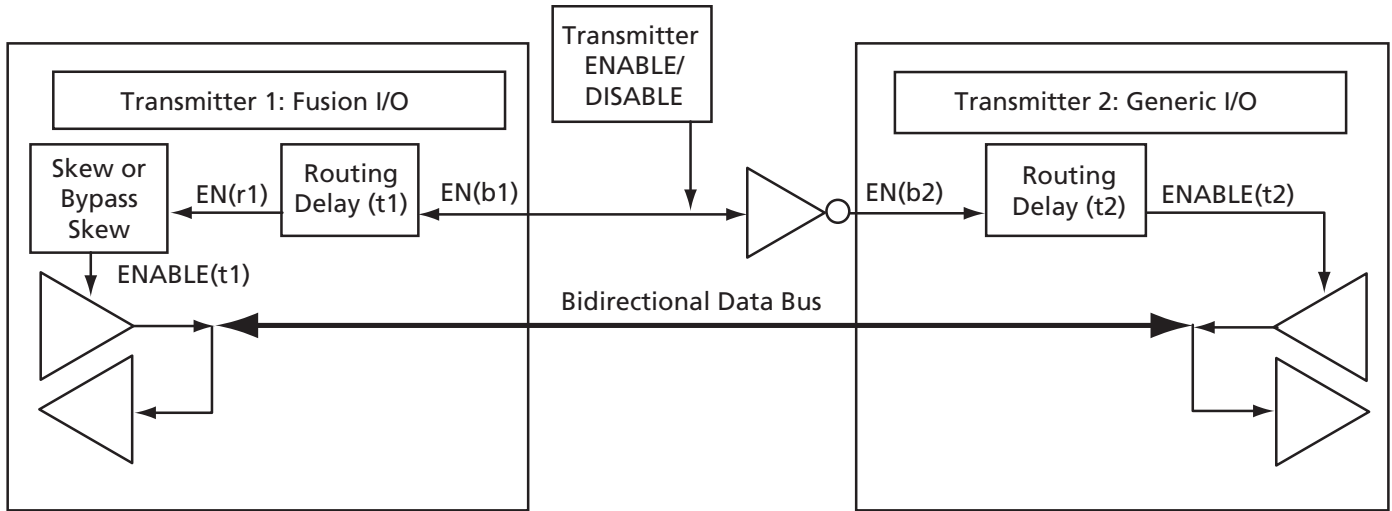 Transmitter
ENABLE/
DISABLE
Transmitter 1: Fusion I/O
Transmitter 2: Generic I/O
Skew or
Bypass
Skew
EN(r1)
Routing
Delay (t1)
EN(b1)
EN(b2)
Routing
Delay (t2)
ENABLE(t2)
ENABLE(t1)
Bidirectional Data Bus